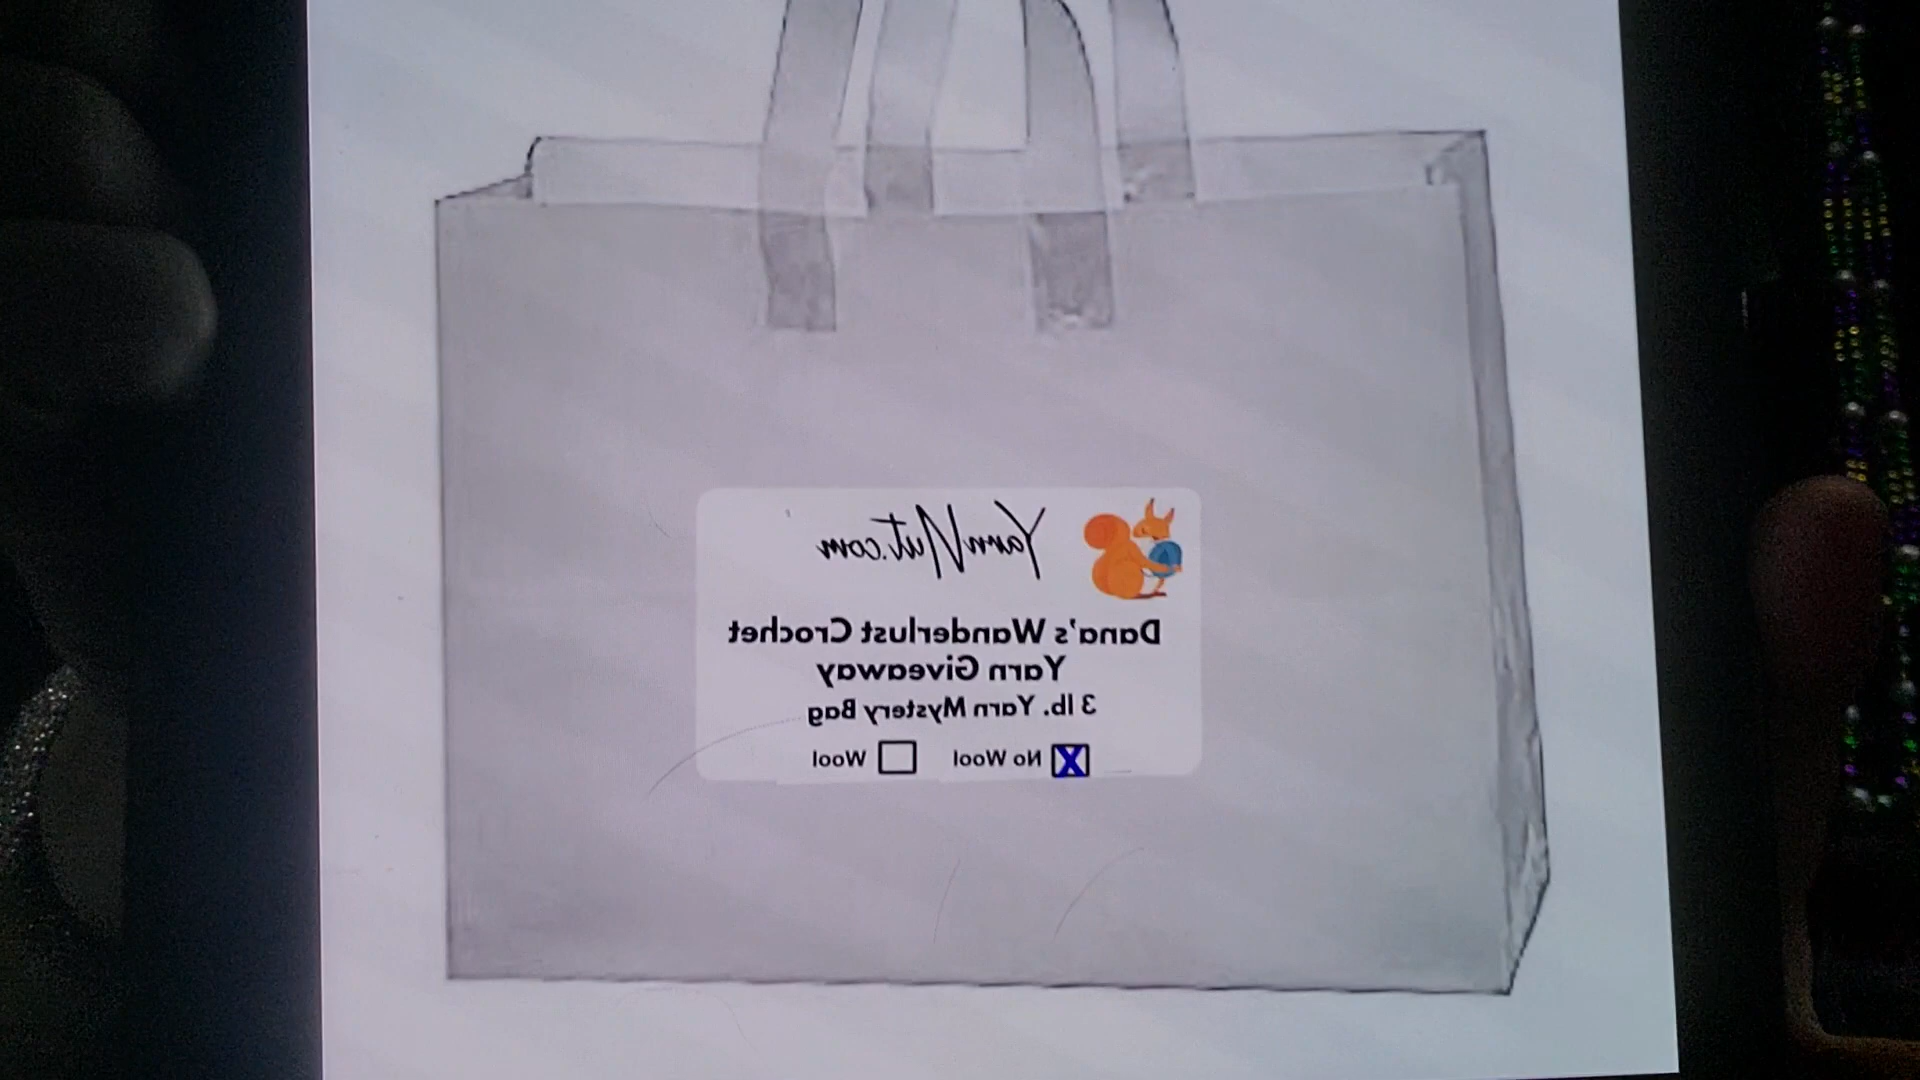 YarnNut.com
Dana's Wanderlust Crochet
Yarn Giveaway
3 lb. Yarn Mystery Bag
X No Wool Wool